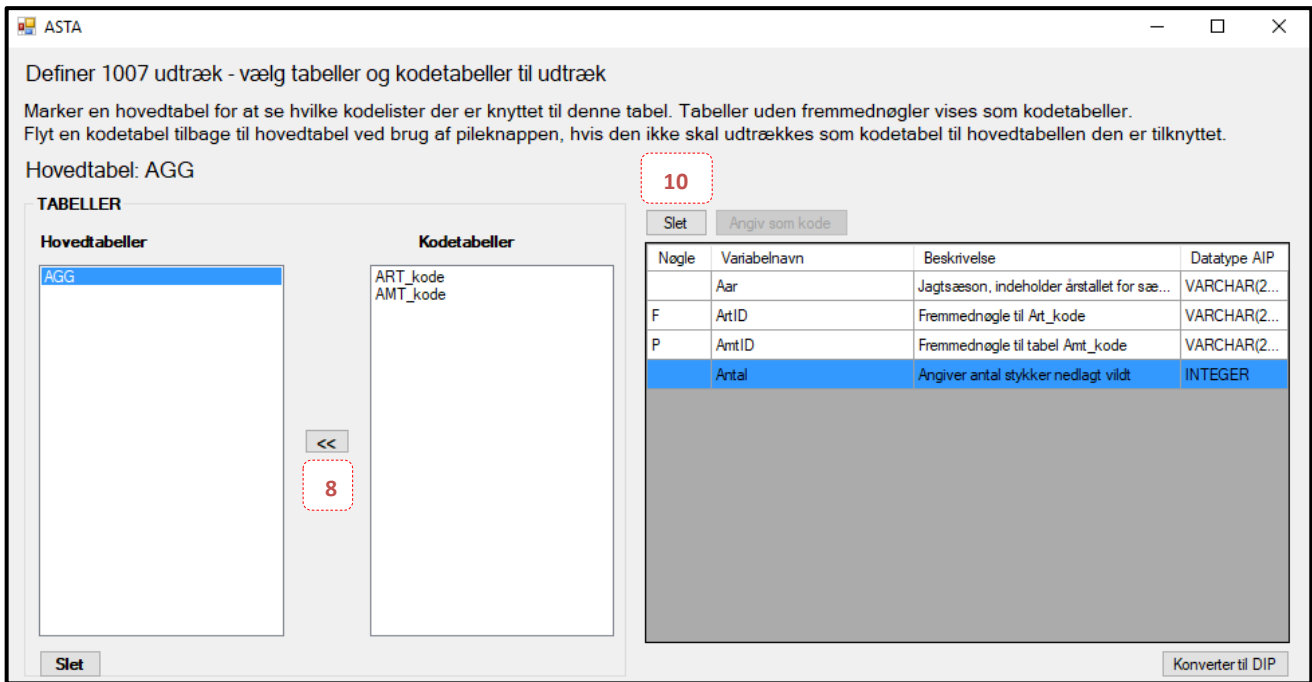 ASTA
Definer 1007 udtræk - vælg tabeller og kodetabeller til udtræk
Marker en hovedtabel for at se hvilke kodelister der er knyttet til denne tabel. Tabeller uden fremmednøgler vises som kodetabeller.
Flyt en kodetabel tilbage til hovedtabel ved brug af pileknappen, hvis den ikke skal udtrækkes som kodetabel til hovedtabellen den er tilknyttet.
Hovedtabel: AGG
TABELLER
Hovedtabeller Kodetabeller
AGG
ART_kode
AMT_kode
<<
8
Slet
10
Slet Angiv som kode
Nøgle Variabelnavn Beskrivelse Datatype AIP
Aar Jagtsæson, indeholder årstallet for sæ... VARCHAR(2...
F ArtID Fremmednøgle til Art_kode VARCHAR(2...
P AmtID Fremmednøgle til tabel Amt_kode VARCHAR(2...
Antal Angiver antal stykker nedlagt vildt INTEGER
Konverter til DIP